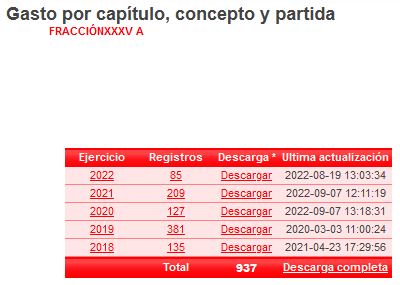 Gasto por capítulo, concepto y partida
FRACCIÓNXXXV A
Ejercicio Registros Descarga * Ultima actualización
2022 85 Descargar 2022-08-19 13:03:34
2021 209 Descargar 2022-09-07 12:11:19
2020 127 Descargar 2022-09-07 13:18:31
2019 381 Descargar 2020-03-03 11:00:24
2018 135 Descargar 2021-04-23 17:29:56
Total 937 Descarga completa